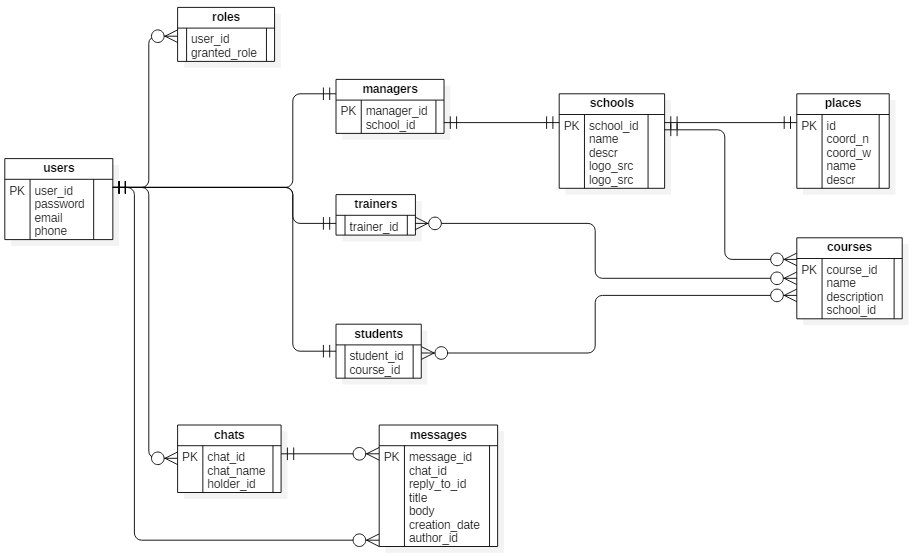 roles
user_id
granted_role
managers
PK manager_id
school_id
schools
PK school_id
name
descr
logo_src
logo_src
places
PK id
coord_n
coord_w
name
descr
users
PK user_id
password
email
phone
trainers
trainer_id
courses
PK course_id
name
description
school_id
students
student_id
course_id
chats
PK chat_id
chat_name
holder_id
messages
PK message_id
chat_id
reply_to_id
title
body
creation_date
author_id